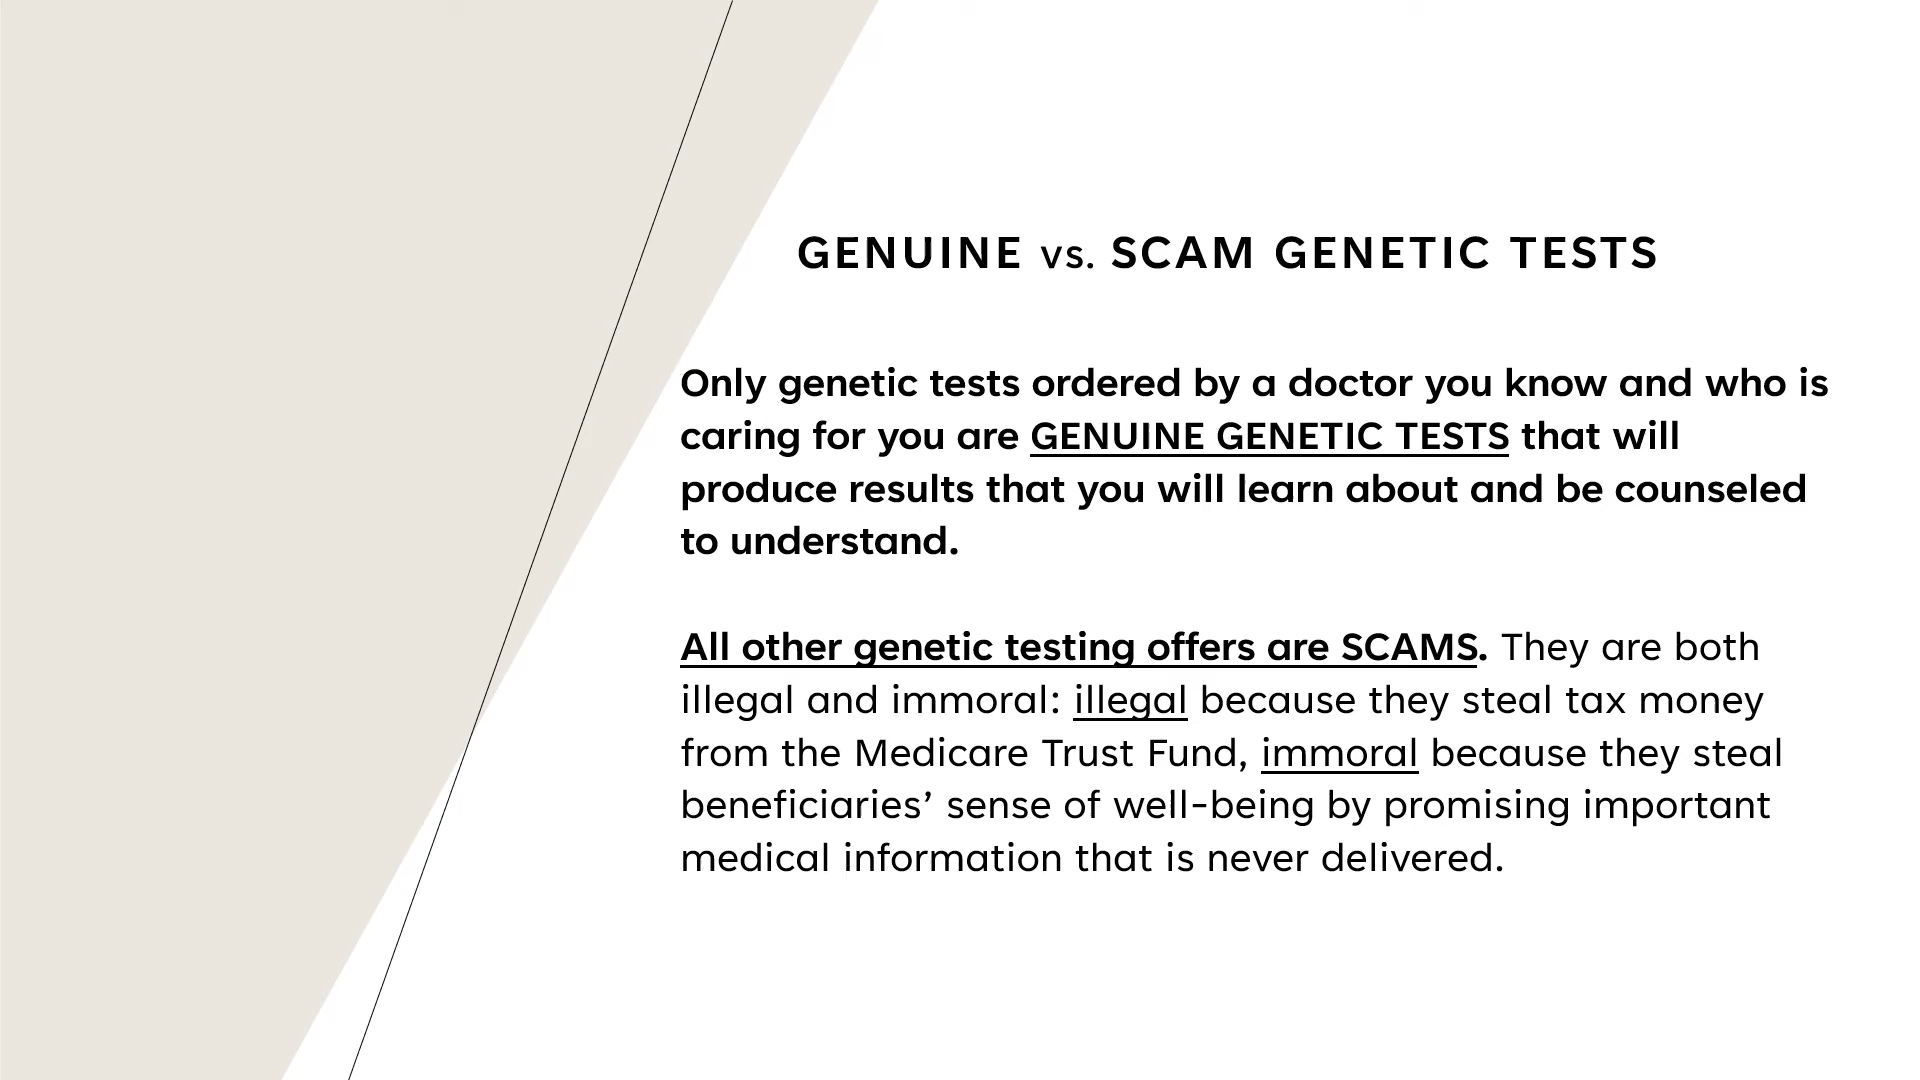 GENUINE vs. SCAM GENETIC TESTS
Only genetic tests ordered by a doctor you know and who is
caring for you are GENUINE GENETIC TESTS that will
produce results that you will learn about and be counseled
to understand.
All other genetic testing offers are SCAMS. They are both
illegal and immoral: illegal because they steal tax money
from the Medicare Trust Fund, immoral because they steal
beneficiaries’ sense of well-being by promising important
medical information that is never delivered.